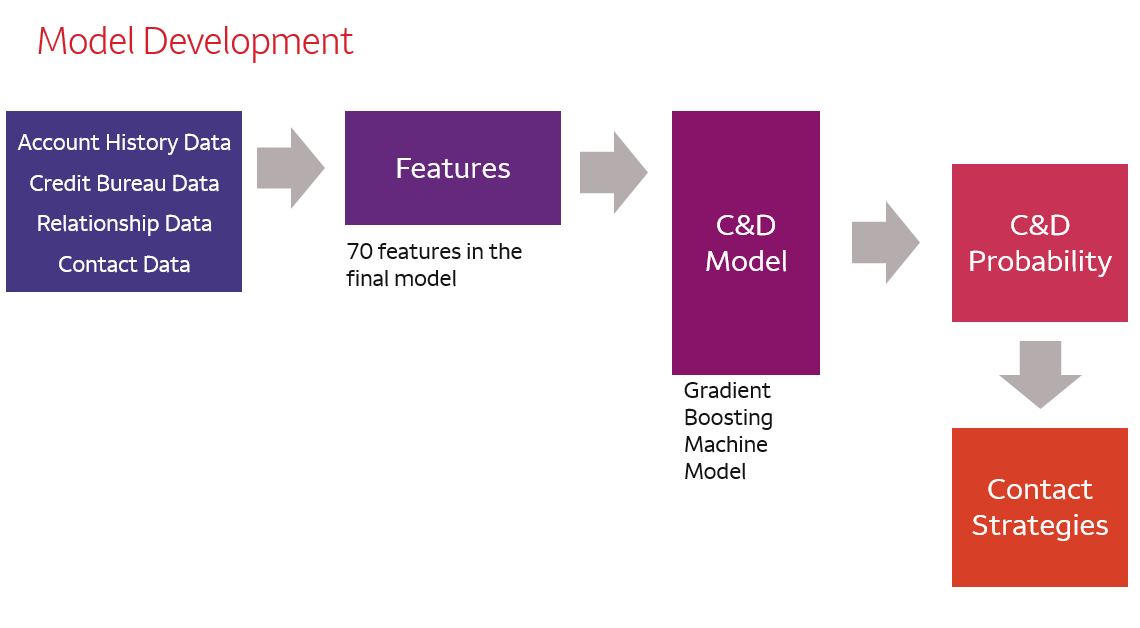 Model Development
Account History Data
Credit Bureau Data
Relationship Data
Contact Data
Features
70 features in the
final model
C&D
Model
Gradient
Boosting
Machine
Model
C&D
Probability
Contact
Strategies